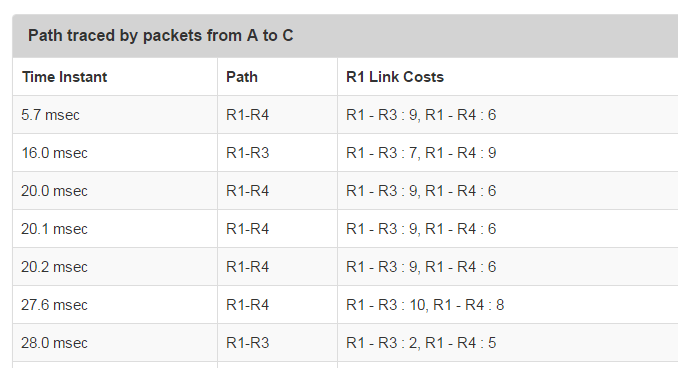 Path traced by packets from A to C
Time Instant Path R1 Link Costs
5.7 msec R1-R4 R1 - R3 : 9, R1 - R4 : 6
16.0 msec R1-R3 R1 - R3 : 7, R1 - R4 : 9
20.0 msec R1-R4 R1 - R3 : 9, R1 - R4 : 6
20.1 msec R1-R4 R1 - R3 : 9, R1 - R4 : 6
20.2 msec R1-R4 R1 - R3 : 9, R1 - R4 : 6
27.6 msec R1-R4 R1 - R3 : 10, R1 - R4 : 8
28.0 msec R1-R3 R1 - R3 : 2, R1 - R4 : 5